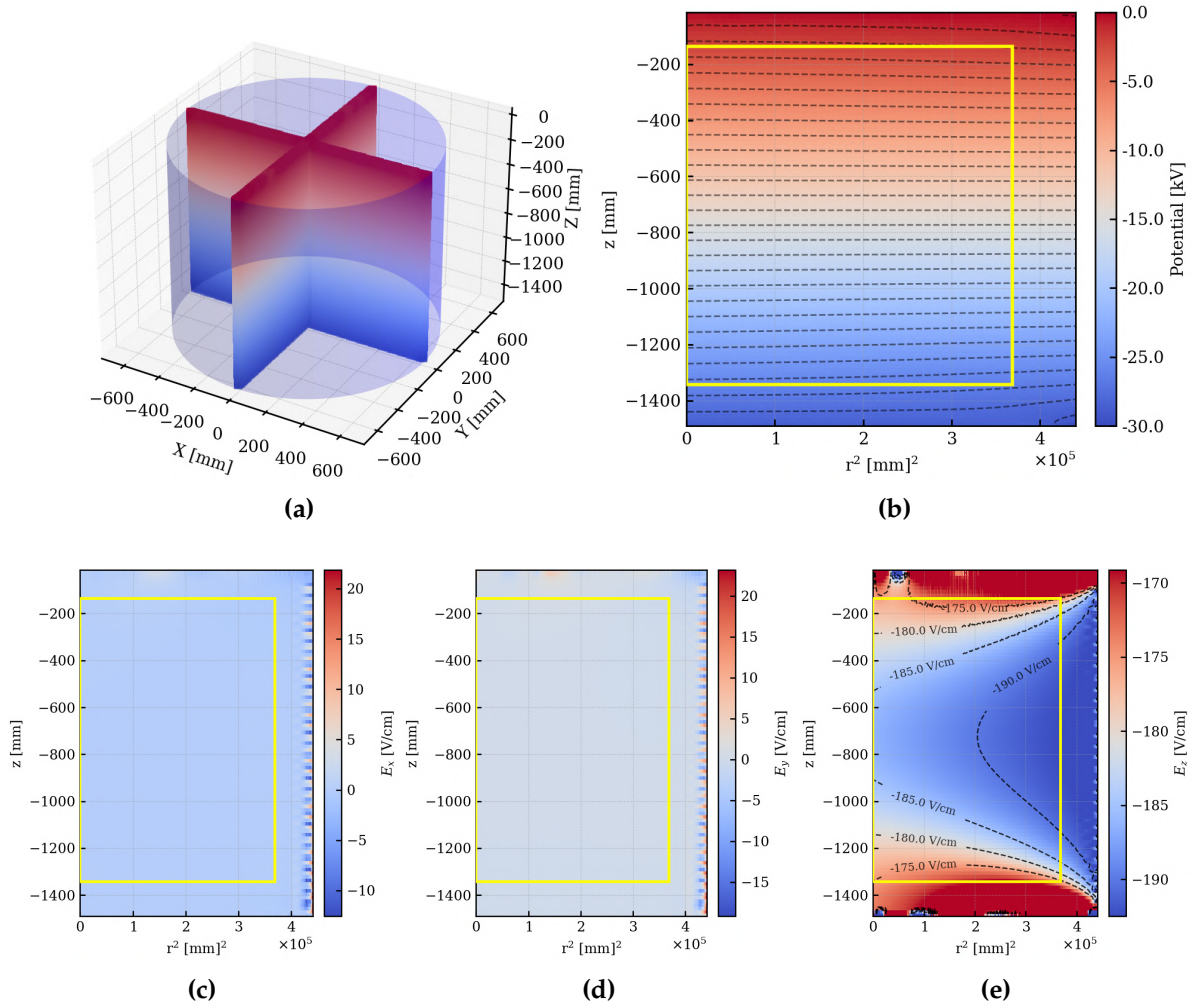 0
−200
−400
−600
−800
−1000
−1200
−1400
Z [mm]
−600
−400
−200
0
200
400
600
X [mm]
600
400
200
0
−200
−400
−600
Y [mm]
(a)
−200
−400
−600
−800
−1000
−1200
−1400
z [mm]
0 1 2 3 4
×10⁵
r² [mm]²
0.0
-5.0
-10.0
-15.0
-20.0
-25.0
-30.0
Potential [kV]
(b)
−200
−400
−600
−800
−1000
−1200
−1400
z [mm]
0 1 2 3 4
×10⁵
r² [mm]²
20
15
10
5
0
−5
−10
Eₓ [V/cm]
(c)
−200
−400
−600
−800
−1000
−1200
−1400
z [mm]
0 1 2 3 4
×10⁵
r² [mm]²
20
15
10
5
0
−5
−10
−15
E_y [V/cm]
(d)
−200
−400
−600
−800
−1000
−1200
−1400
z [mm]
-175.0 V/cm
-180.0 V/cm
-185.0 V/cm
-190.0 V/cm
-185.0 V/cm
-180.0 V/cm
-175.0 V/cm
0 1 2 3 4
×10⁵
r² [mm]²
−170
−175
−180
−185
−190
E_z [V/cm]
(e)